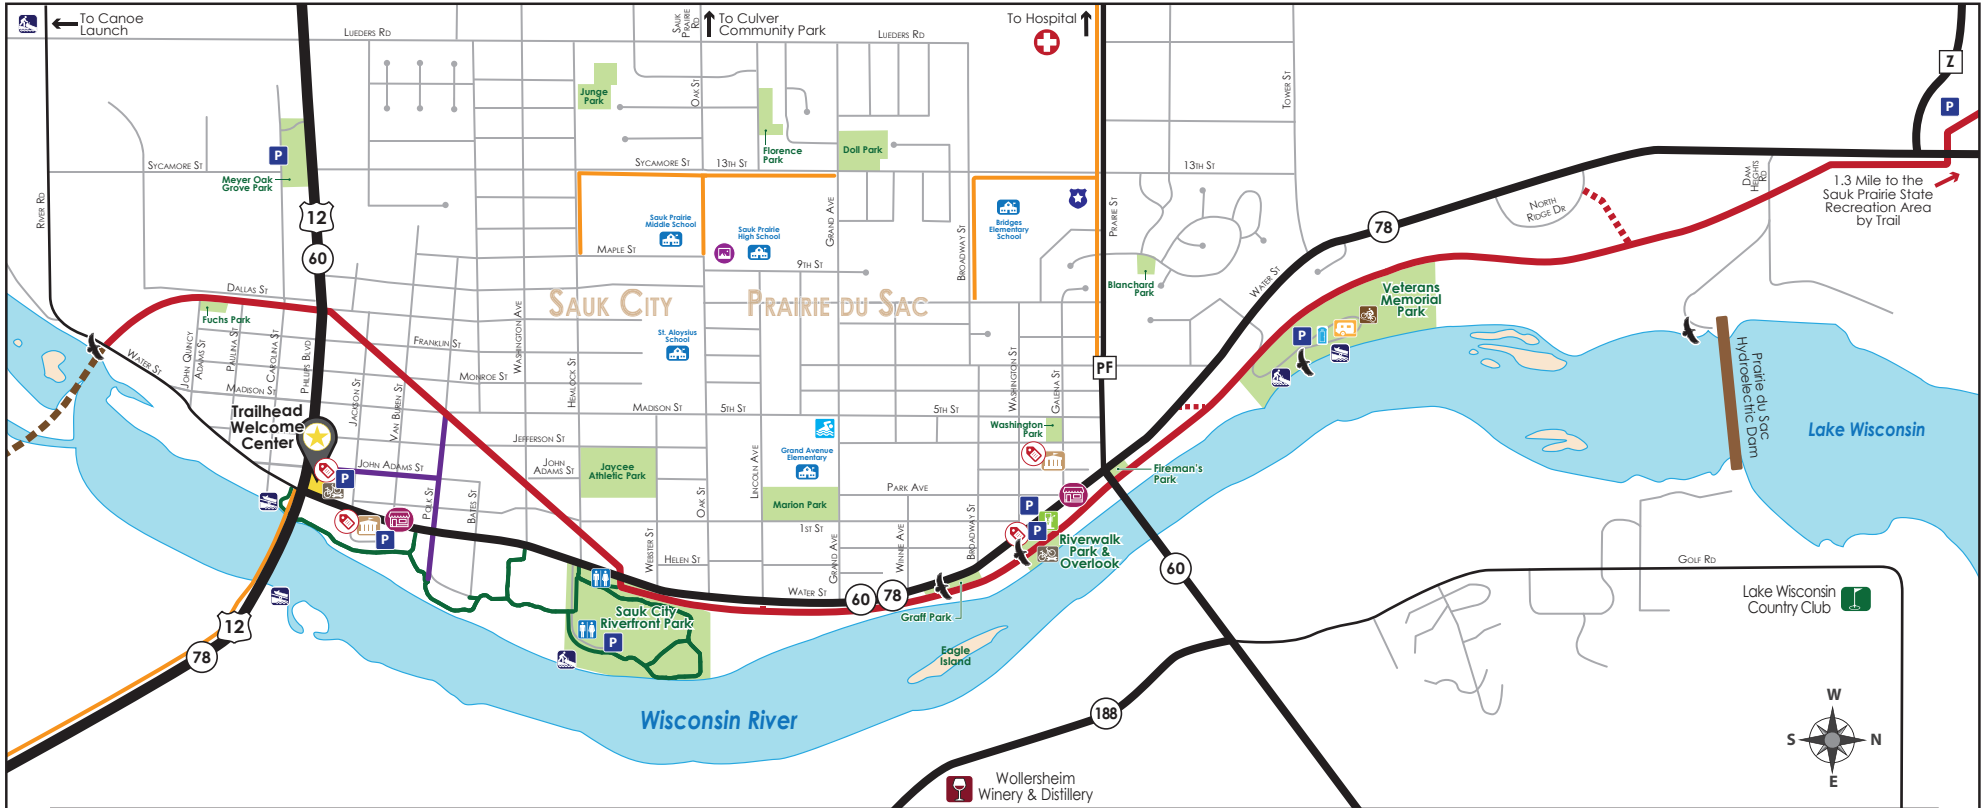 To Canoe
Launch
LUEDERS RD
SAUK
PRAIRIE
RD
To Culver
Community Park
LUEDERS RD
To Hospital
Z
P
RIVER RD
SYCAMORE ST
P
Meyer Oak
Grove Park
12
60
Junge
Park
OAK ST
Florence
Park
Doll Park
SYCAMORE ST
13TH ST
13TH ST
TOWER ST
PRAIRIE ST
Sauk Prairie
Middle School
Sauk Prairie
High School
MAPLE ST
9TH ST
GRAND AVE
BROADWAY ST
Bridges
Elementary
School
Blanchard
Park
WATER ST
78
NORTH
RIDGE DR
DAM
HEIGHTS
RD
1.3 Mile to the
Sauk Prairie State
Recreation Area
by Trail
DALLAS ST
Fuchs Park
SAUK CITY
PRAIRIE DU SAC
St. Aloysius
School
Veterans
Memorial
Park
P
Prairie du Sac
Hydroelectric Dam
Lake Wisconsin
WATER ST
JOHN QUINCY
ADAMS ST
PAULINA ST
CAROLINA ST
PHILLIPS BLVD
FRANKLIN ST
MONROE ST
MADISON ST
JACKSON ST
VAN BUREN ST
WASHINGTON AVE
HEMLOCK ST
MADISON ST
5TH ST
5TH ST
WASHINGTON ST
GALENA ST
PF
Trailhead
Welcome
Center
JOHN ADAMS ST
P
JEFFERSON ST
JOHN
ADAMS ST
Jaycee
Athletic Park
Grand Avenue
Elementary
LINCOLN AVE
Marion Park
Washington
Park
Fireman's
Park
POLK ST
BATES ST
OAK ST
PARK AVE
1ST ST
P
P
P
WEBSTER ST
HELEN ST
GRAND AVE
WINNIE AVE
BROADWAY ST
Riverwalk
Park &
Overlook
WATER ST
60
78
60
Graff Park
Sauk City
Riverfront Park
P
Eagle
Island
12
78
Wisconsin River
188
GOLF RD
Lake Wisconsin
Country Club
Wollersheim
Winery & Distillery
W
S
N
E